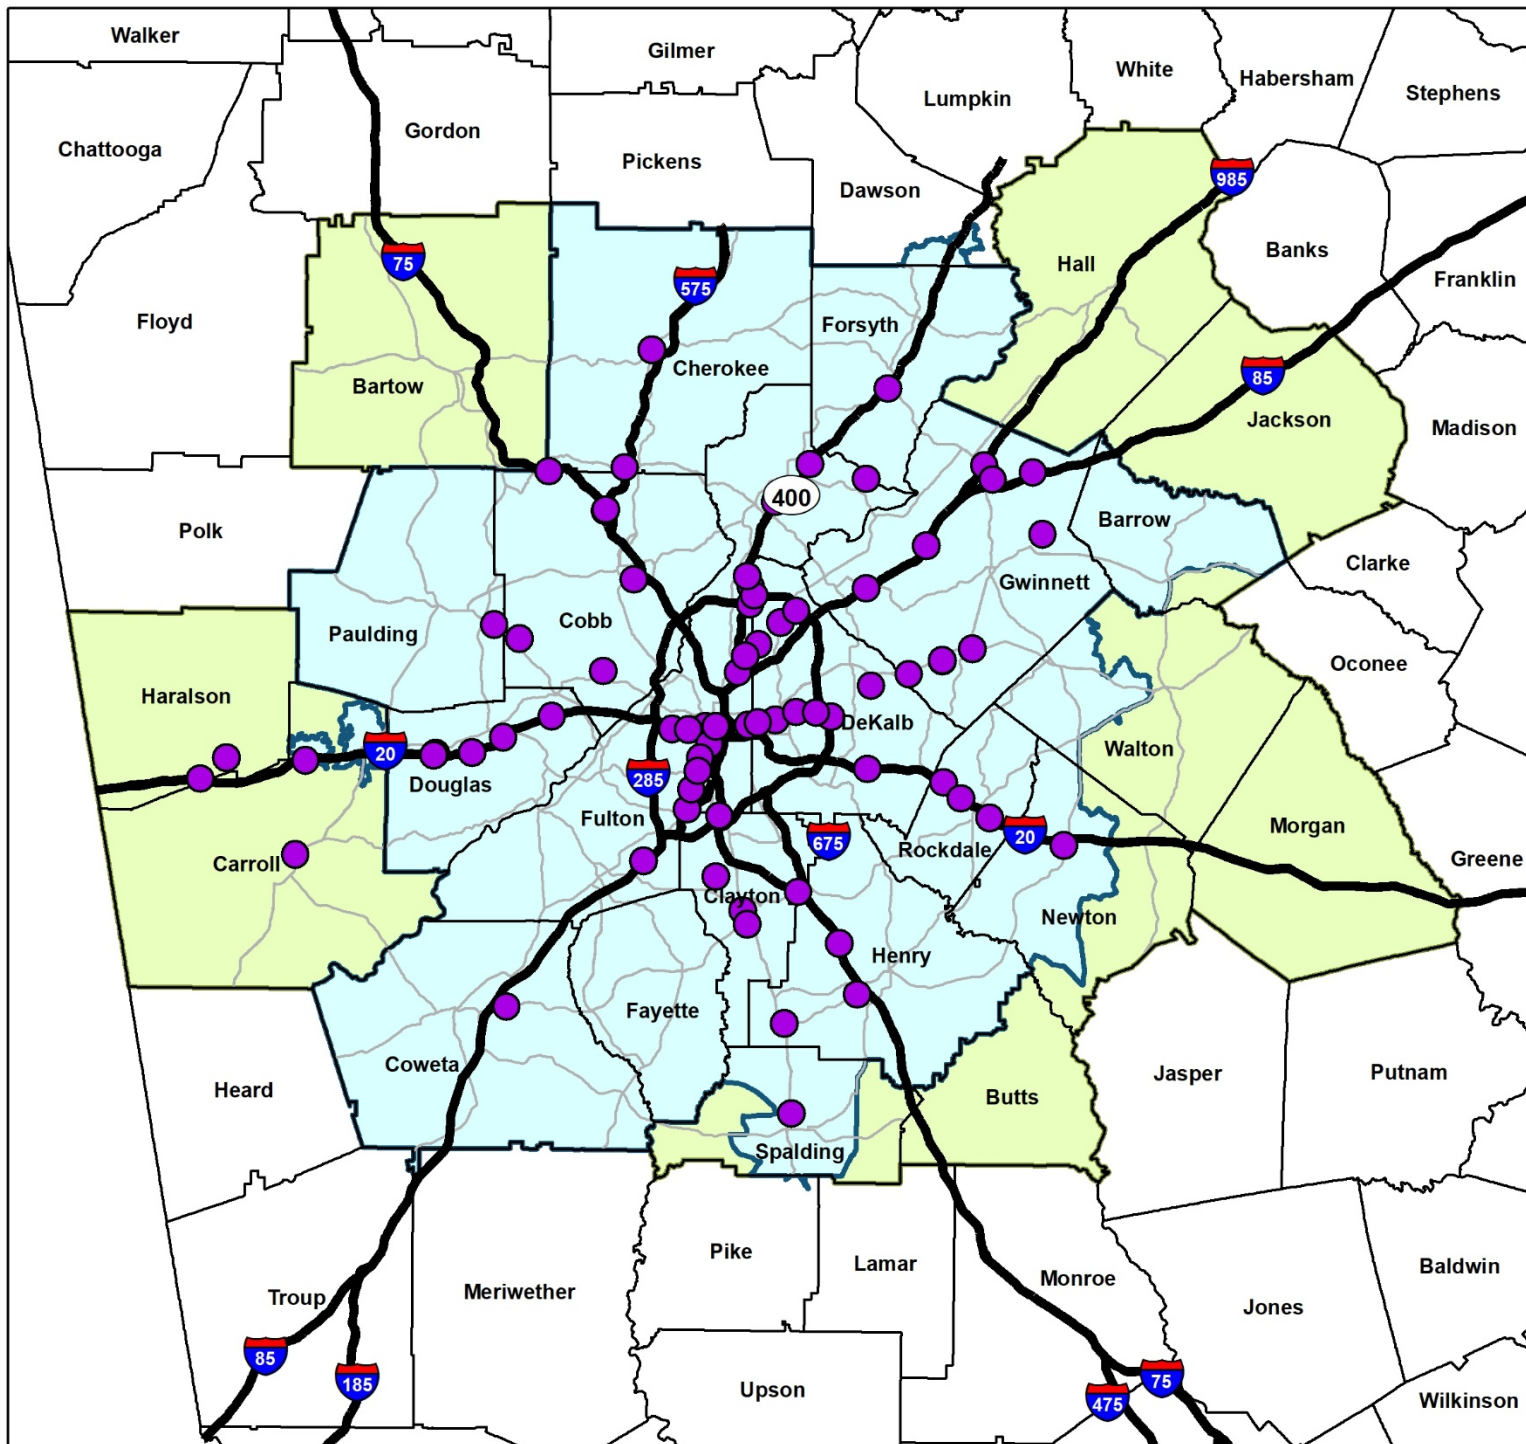 Walker
Gilmer
White
Habersham
Stephens
Lumpkin
Gordon
Chattooga
Pickens
Dawson
985
Banks
Hall
75
Franklin
575
Floyd
Forsyth
Cherokee
85
Bartow
Jackson
Madison
400
Barrow
Polk
Clarke
Gwinnett
Cobb
Paulding
Oconee
Haralson
DeKalb
Walton
20
285
Douglas
Fulton
Morgan
20
675
Rockdale
Greene
Carroll
Clayton
Newton
Henry
Fayette
Coweta
Jasper
Putnam
Heard
Butts
Spalding
Pike
Lamar
Baldwin
Monroe
Meriwether
Troup
Jones
85
75
185
Upson
475
Wilkinson